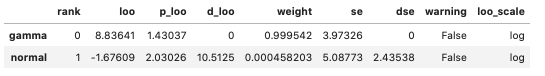 rank loo p_loo d_loo weight se dse warning loo_scale
gamma 0 8.83641 1.43037 0 0.999542 3.97326 0 False log
normal 1 -1.67609 2.03026 10.5125 0.000458203 5.08773 2.43538 False log